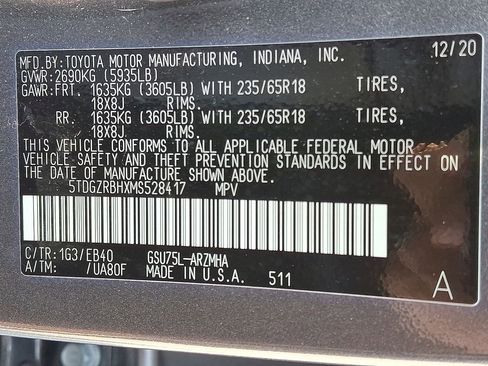 MFD.BY: TOYOTA MOTOR MANUFACTURING, INDIANA, INC. 12/20
GVWR: 2690KG (5935LB)
GAWR: FRT. 1635KG (3605LB) WITH 235/65R18 TIRES,
18X8J RIMS.
RR. 1635KG (3605LB) WITH 235/65R18 TIRES,
18X8J RIMS.
THIS VEHICLE CONFORMS TO ALL APPLICABLE FEDERAL MOTOR
VEHICLE SAFETY AND THEFT PREVENTION STANDARDS IN EFFECT ON
THE DATE OF MANUFACTURE SHOWN ABOVE.
5TDGZRBHXMS528417 MPV
C/TR: 1G3/EB40 GSU75L-ARZMHA
A/TM: /UA80F MADE IN U.S.A. 511 A